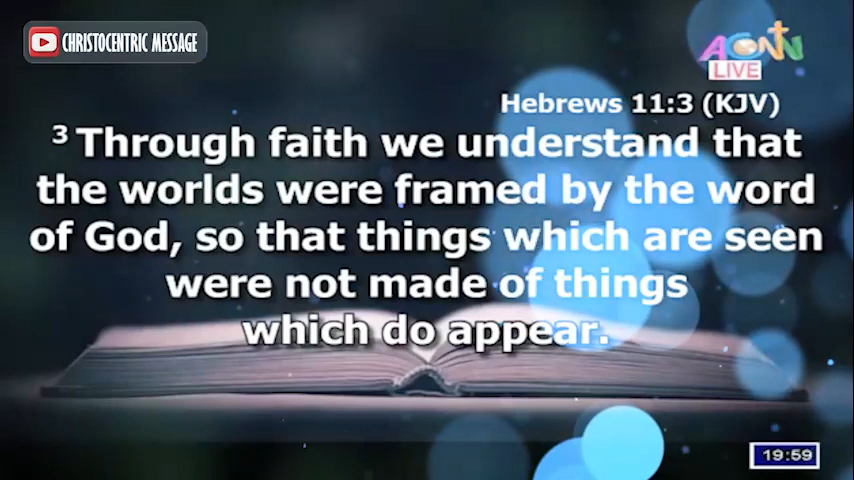 CHRISTOCENTRIC MESSAGE
ACNN
LIVE
Hebrews 11:3 (KJV)
3 Through faith we understand that
the worlds were framed by the word
of God, so that things which are seen
were not made of things
which do appear.
19:59